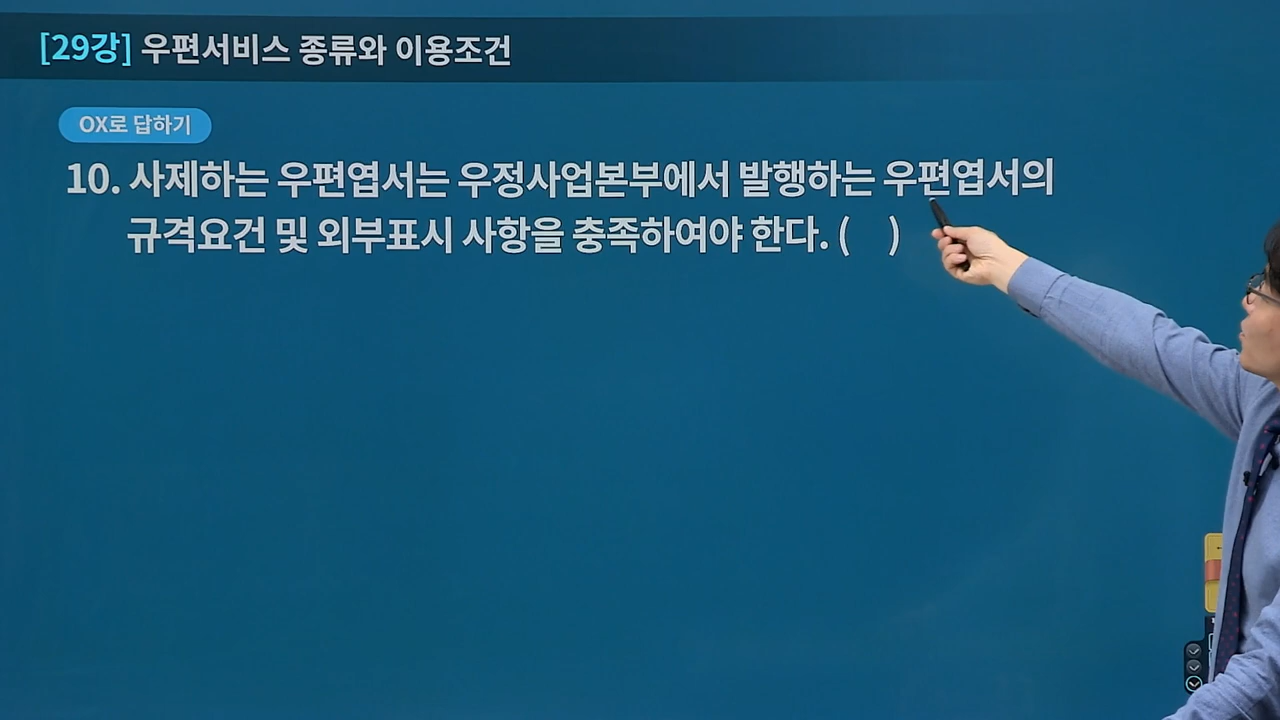 [29강] 우편서비스 종류와 이용조건
OX로 답하기
10. 사제하는 우편엽서는 우정사업본부에서 발행하는 우편엽서의
규격요건 및 외부표시 사항을 충족하여야 한다. (    )